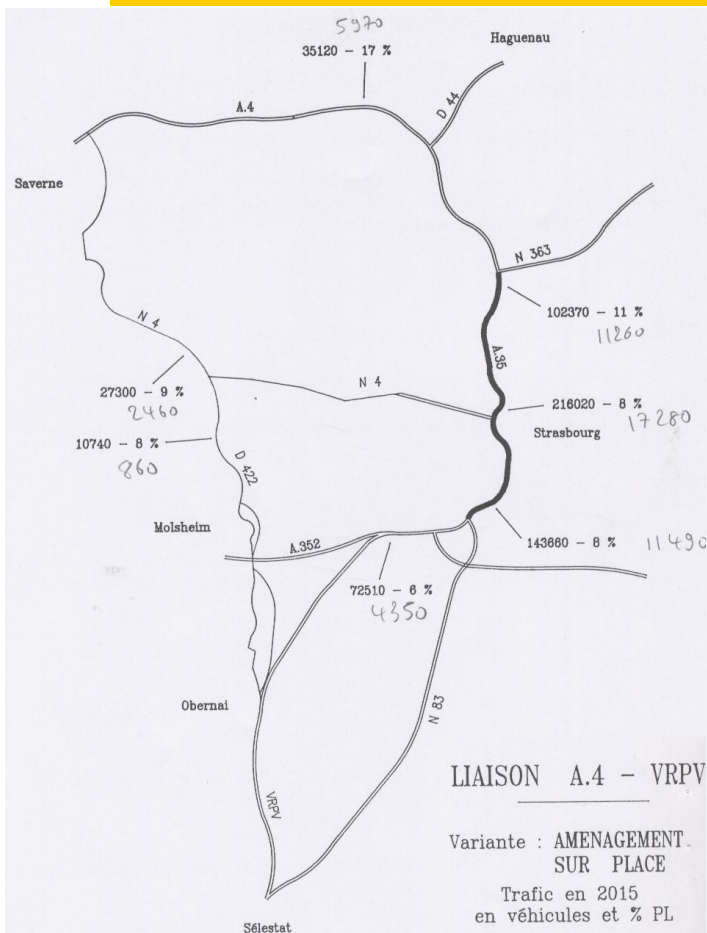 5970
35120 - 17 %
Haguenau
A.4
D 44
Saverne
N 363
102370 - 11 %
11260
N 4
A.35
27300 - 9 %
2460
N 4
216020 - 8 %
17280
Strasbourg
10740 - 8 %
860
D 422
Molsheim
143660 - 8 %
11490
A.352
72510 - 6 %
4350
Obernai
N 83
VRPV
LIAISON A.4 - VRPV
Variante : AMENAGEMENT
SUR PLACE
Trafic en 2015
en véhicules et % PL
Sélestat